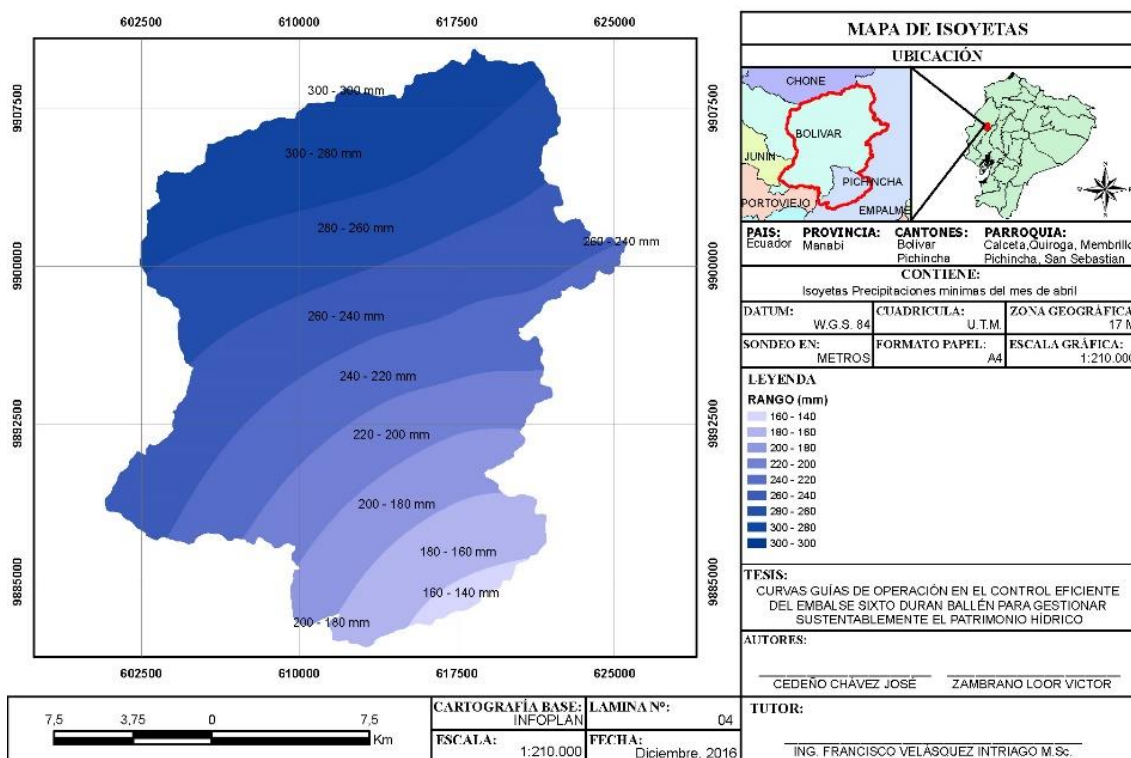 602500 610000 617500 625000
9907500
9900000
9892500
9885000
300 - 300 mm
300 - 280 mm
280 - 260 mm
260 - 240 mm
260 - 240 mm
240 - 220 mm
220 - 200 mm
200 - 180 mm
180 - 160 mm
160 - 140 mm
200 - 180 mm
9907500
9900000
9892500
9885000
602500 610000 617500 625000
MAPA DE ISOYETAS
UBICACIÓN
CHONE
BOLIVAR
JUNIN
PICHINCHA
PORTOVIEJO
EMPALME
N
S
PAIS: PROVINCIA: CANTONES: PARROQUIA:
Ecuador Manabi Bolivar Calceta,Quiroga, Membrillo
Pichincha Pichincha, San Sebastian
CONTIENE:
Isoyetas Precipitaciones minimas del mes de abril
DATUM: CUADRICULA: ZONA GEOGRÁFICA
W.G.S. 84 U.T.M. 17 M
SONDEO EN: FORMATO PAPEL: ESCALA GRÁFICA:
METROS A4 1:210.000
LEYENDA
RANGO (mm)
160 - 140
180 - 160
200 - 180
220 - 200
240 - 220
260 - 240
280 - 260
300 - 280
300 - 300
TESIS:
CURVAS GUÍAS DE OPERACIÓN EN EL CONTROL EFICIENTE
DEL EMBALSE SIXTO DURAN BALLÉN PARA GESTIONAR
SUSTENTABLEMENTE EL PATRIMONIO HÍDRICO
AUTORES:
CEDEÑO CHÁVEZ JOSÉ ZAMBRANO LOOR VICTOR
TUTOR:
ING. FRANCISCO VELÁSQUEZ INTRIAGO M.Sc.
7,5 3,75 0 7,5
Km
CARTOGRAFÍA BASE: LAMINA Nº:
INFOPLAN 04
ESCALA: FECHA:
1:210.000 Diciembre, 2016